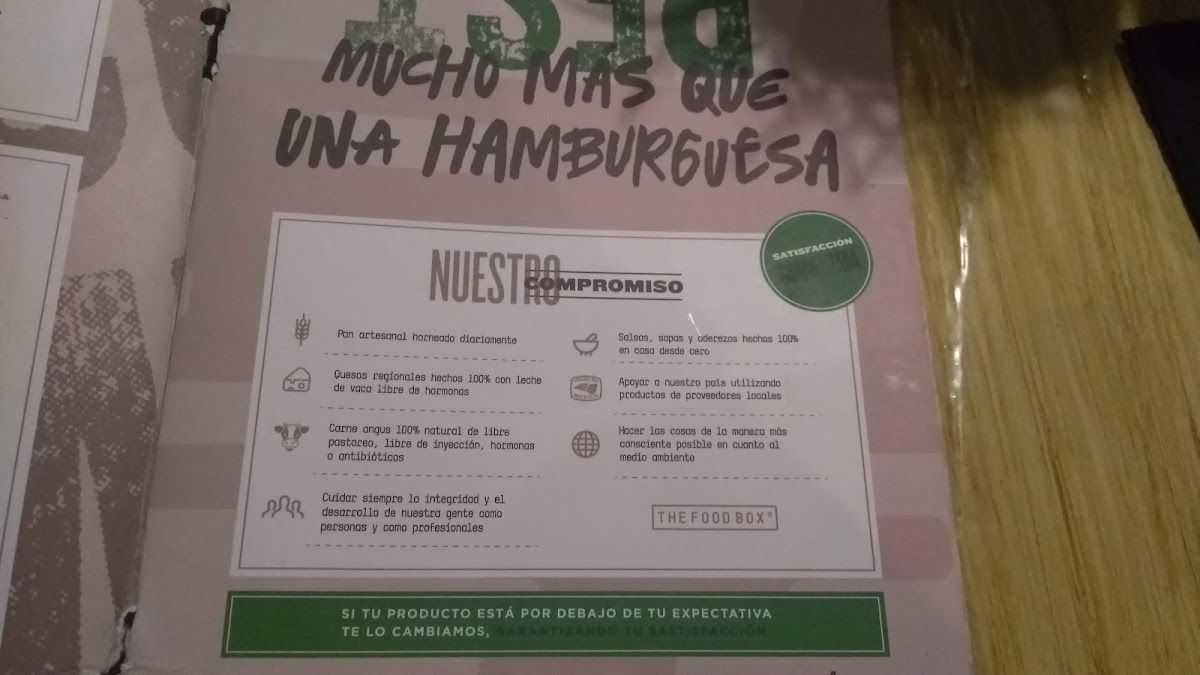 MUCHO MÁS QUE
UNA HAMBURGUESA
SATISFACCIÓN
NUESTRO
COMPROMISO
Pan artesanal horneado diariamente
Quesos regionales hechos 100% con leche
de vaca libre de hormonas
Carne angus 100% natural de libre
pastoreo, libre de inyección, hormonas
o antibióticos
Cuidar siempre la integridad y el
desarrollo de nuestra gente como
personas y como profesionales
Salsas, sopas y aderezos hechos 100%
en casa desde cero
Apoyar a nuestro país utilizando
productos de proveedores locales
Hacer las cosas de la manera más
consciente posible en cuanto al
medio ambiente
THE FOOD BOX®
SI TU PRODUCTO ESTÁ POR DEBAJO DE TU EXPECTATIVA
TE LO CAMBIAMOS, GARANTIZANDO TU SASTISFACCIÓN.